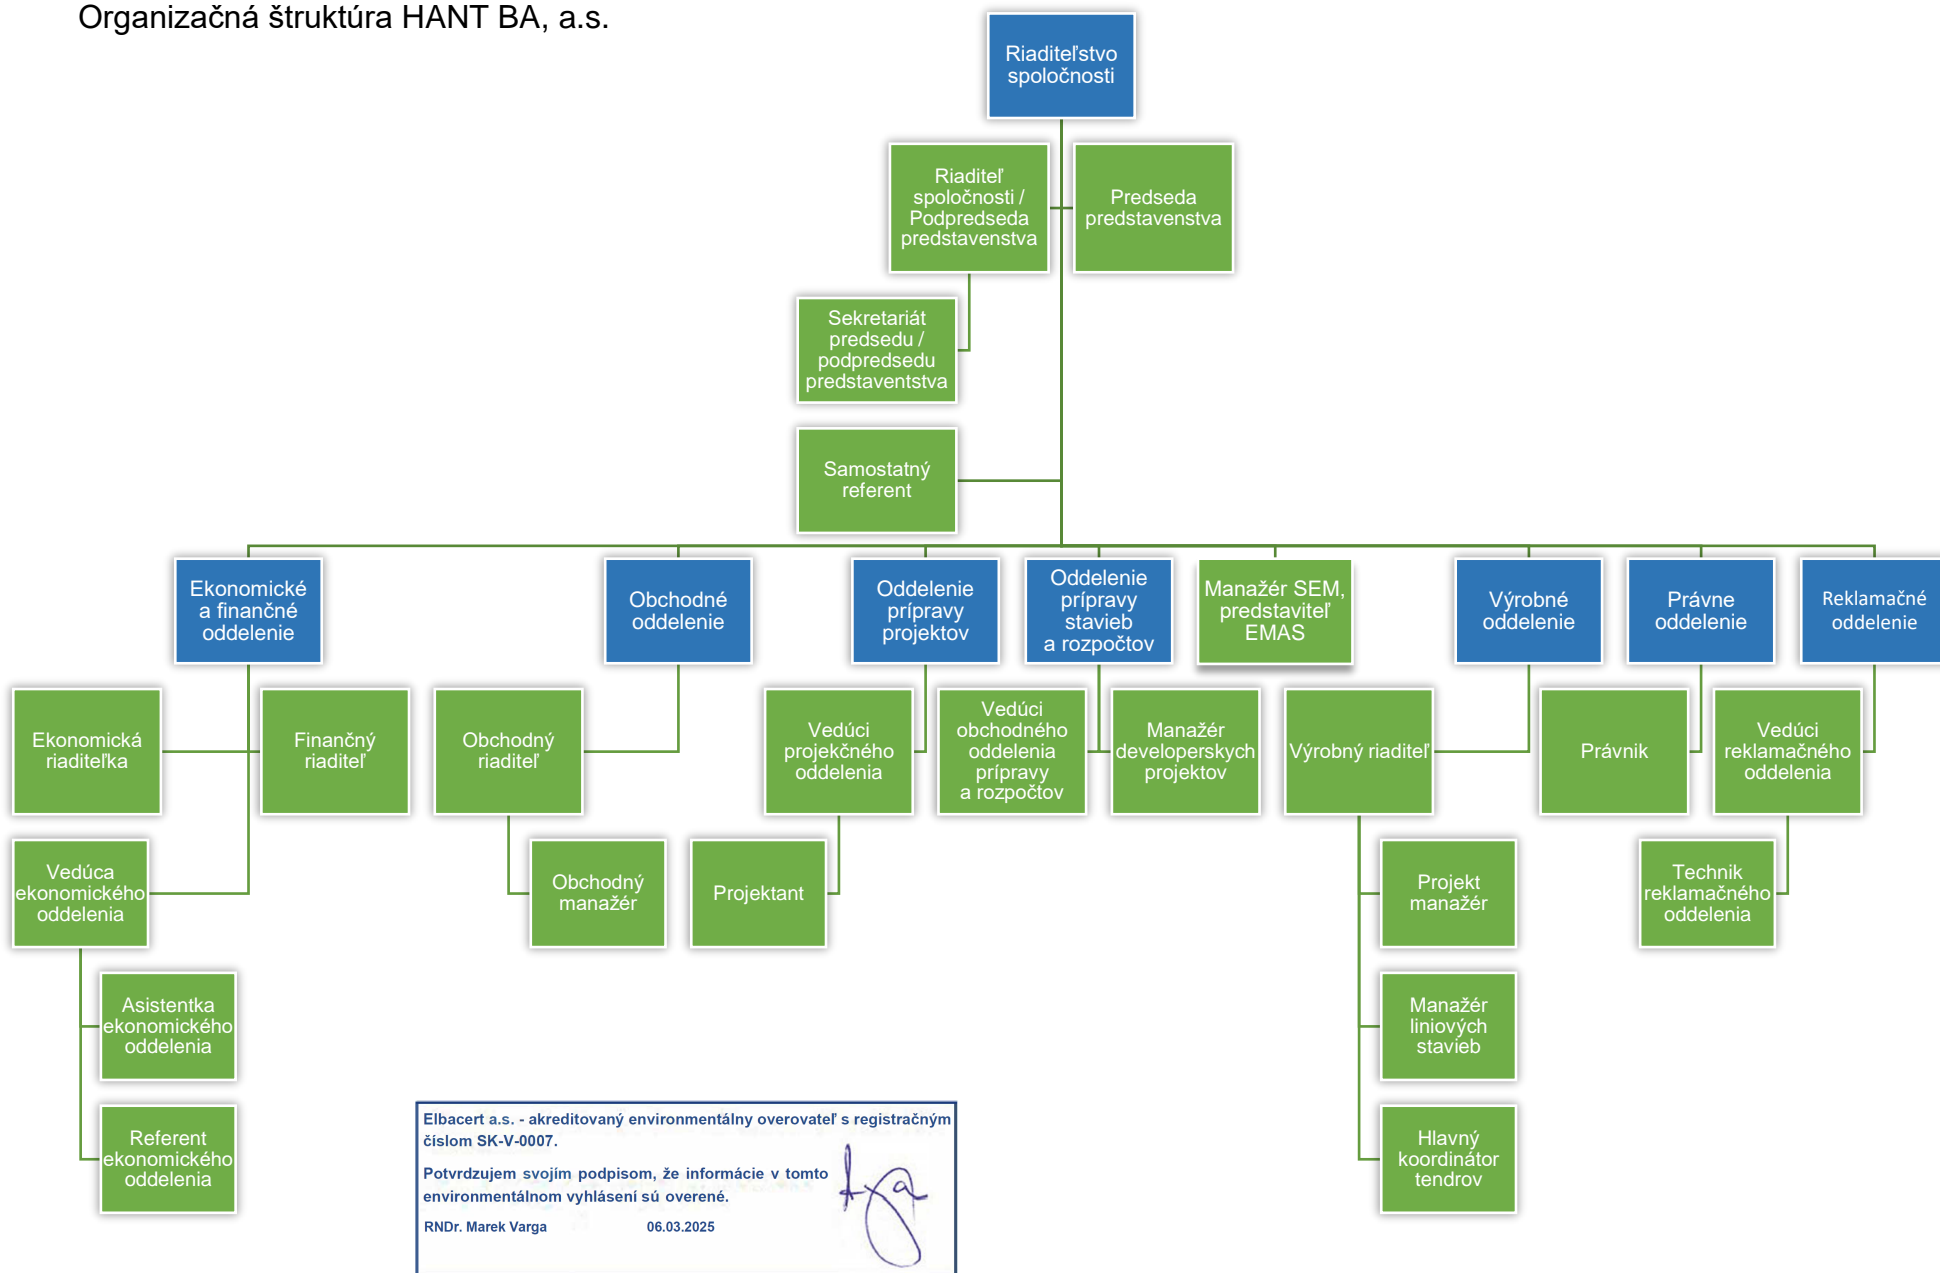 Organizačná štruktúra HANT BA, a.s.
Riaditeľstvo
spoločnosti
Riaditeľ
spoločnosti /
Podpredseda
predstavenstva
Predseda
predstavenstva
Sekretariát
predsedu /
podpredsedu
predstaventstva
Samostatný
referent
Ekonomické
a finančné
oddelenie
Obchodné
oddelenie
Oddelenie
prípravy
projektov
Oddelenie
prípravy
stavieb
a rozpočtov
Manažér SEM,
predstaviteľ
EMAS
Výrobné
oddelenie
Právne
oddelenie
Reklamačné
oddelenie
Ekonomická
riaditeľka
Finančný
riaditeľ
Obchodný
riaditeľ
Vedúci
projekčného
oddelenia
Vedúci
obchodného
oddelenia
prípravy
a rozpočtov
Manažér
developerskych
projektov
Výrobný riaditeľ
Právnik
Vedúci
reklamačného
oddelenia
Vedúca
ekonomického
oddelenia
Obchodný
manažér
Projektant
Projekt
manažér
Technik
reklamačného
oddelenia
Asistentka
ekonomického
oddelenia
Manažér
liniových
stavieb
Referent
ekonomického
oddelenia
Hlavný
koordinátor
tendrov
Elbacert a.s. - akreditovaný environmentálny overovateľ s registračným
číslom SK-V-0007.
Potvrdzujem svojím podpisom, že informácie v tomto
environmentálnom vyhlásení sú overené.
RNDr. Marek Varga 06.03.2025